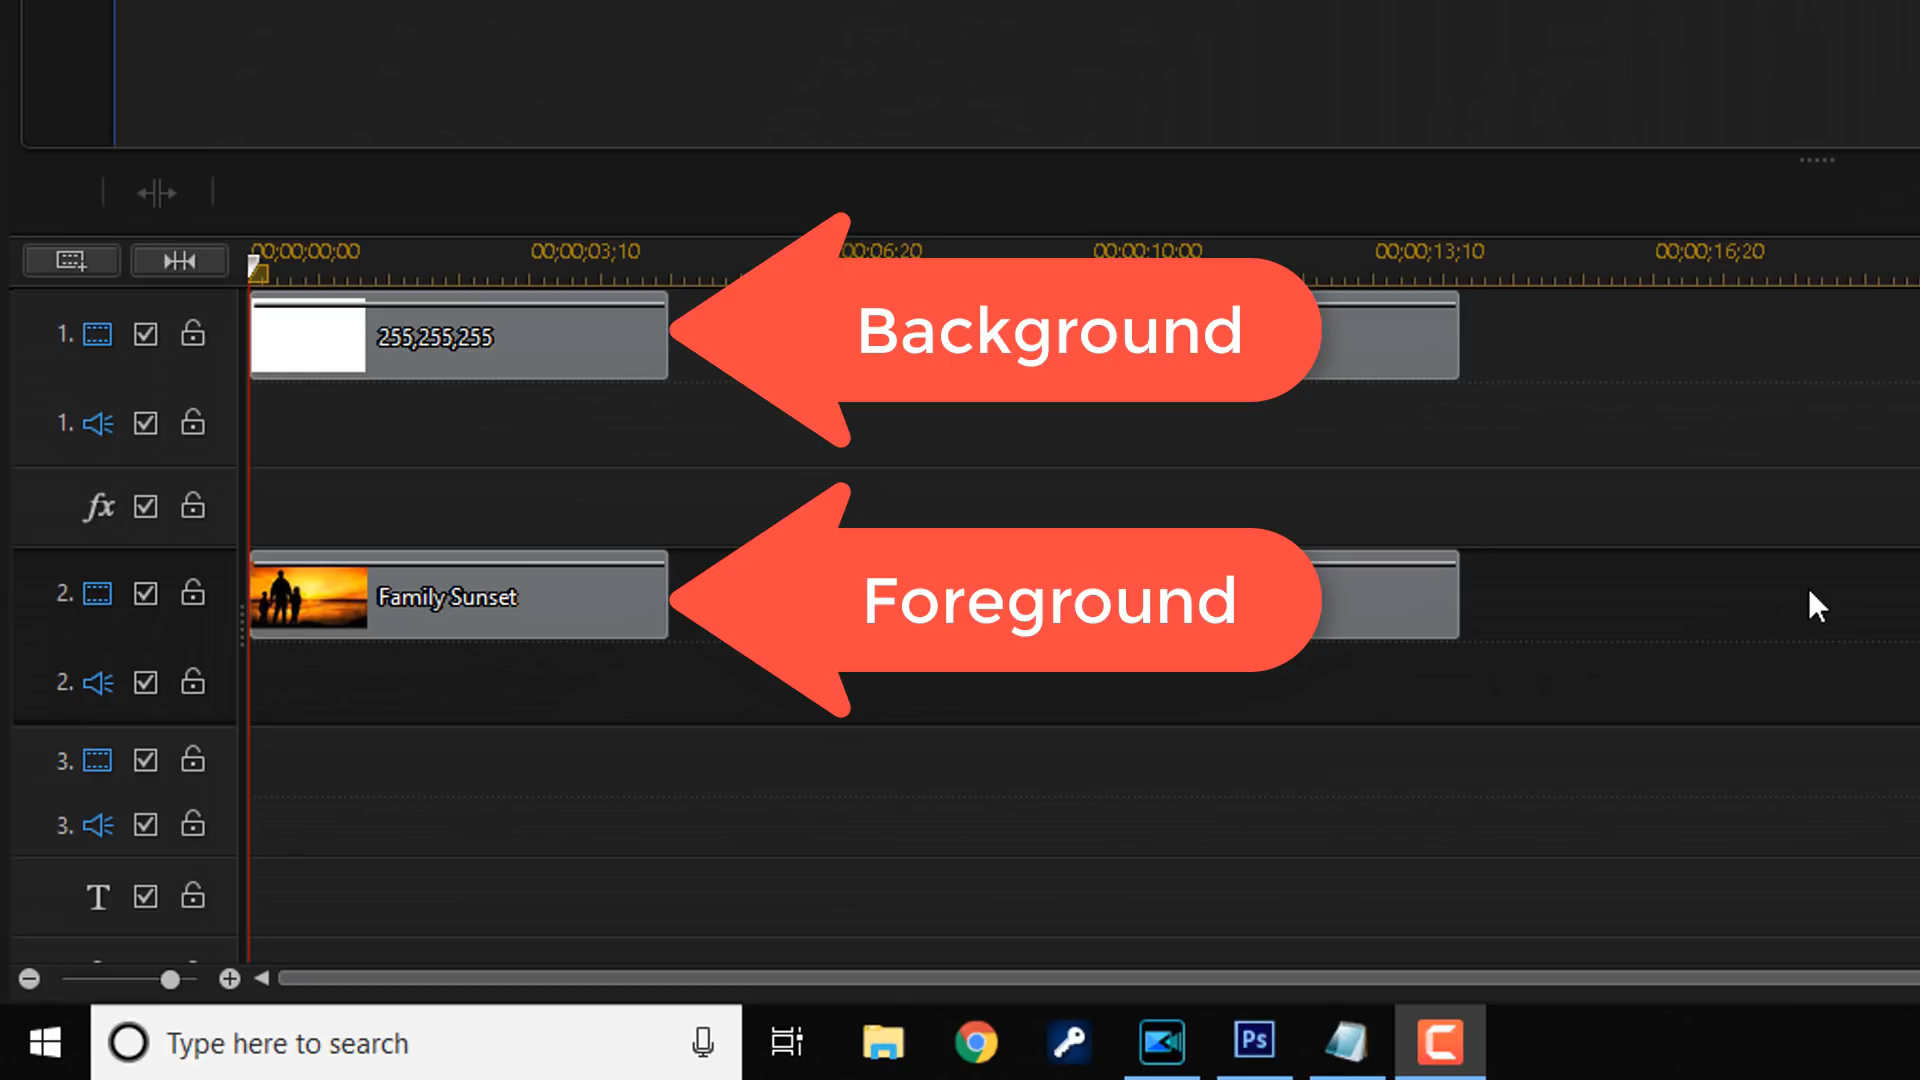 00;00;00;00 00;00;03;10 00;00;06;20 00;00;10;00 00;00;13;10 00;00;16;20
1. 255,255,255 Background
1.
fx
2. Family Sunset Foreground
2.
3.
3.
T
Type here to search Ps